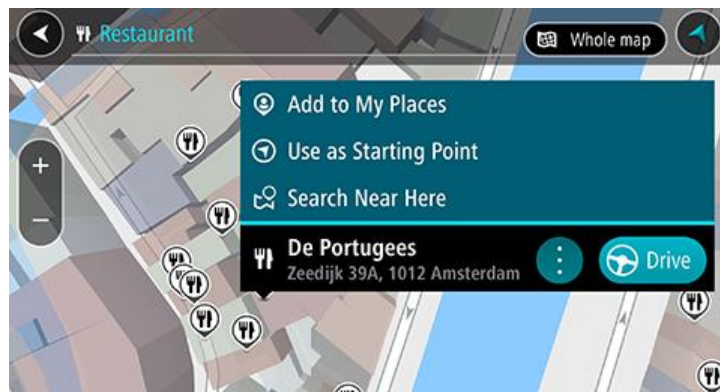 Restaurant
Whole map
Add to My Places
Use as Starting Point
Search Near Here
De Portugees
Zeedijk 39A, 1012 Amsterdam
Drive